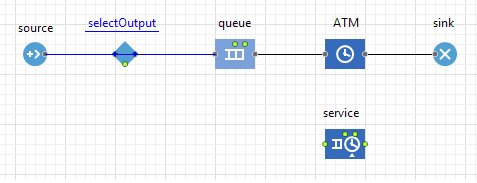 source
selectOutput
queue
ATM
sink
service